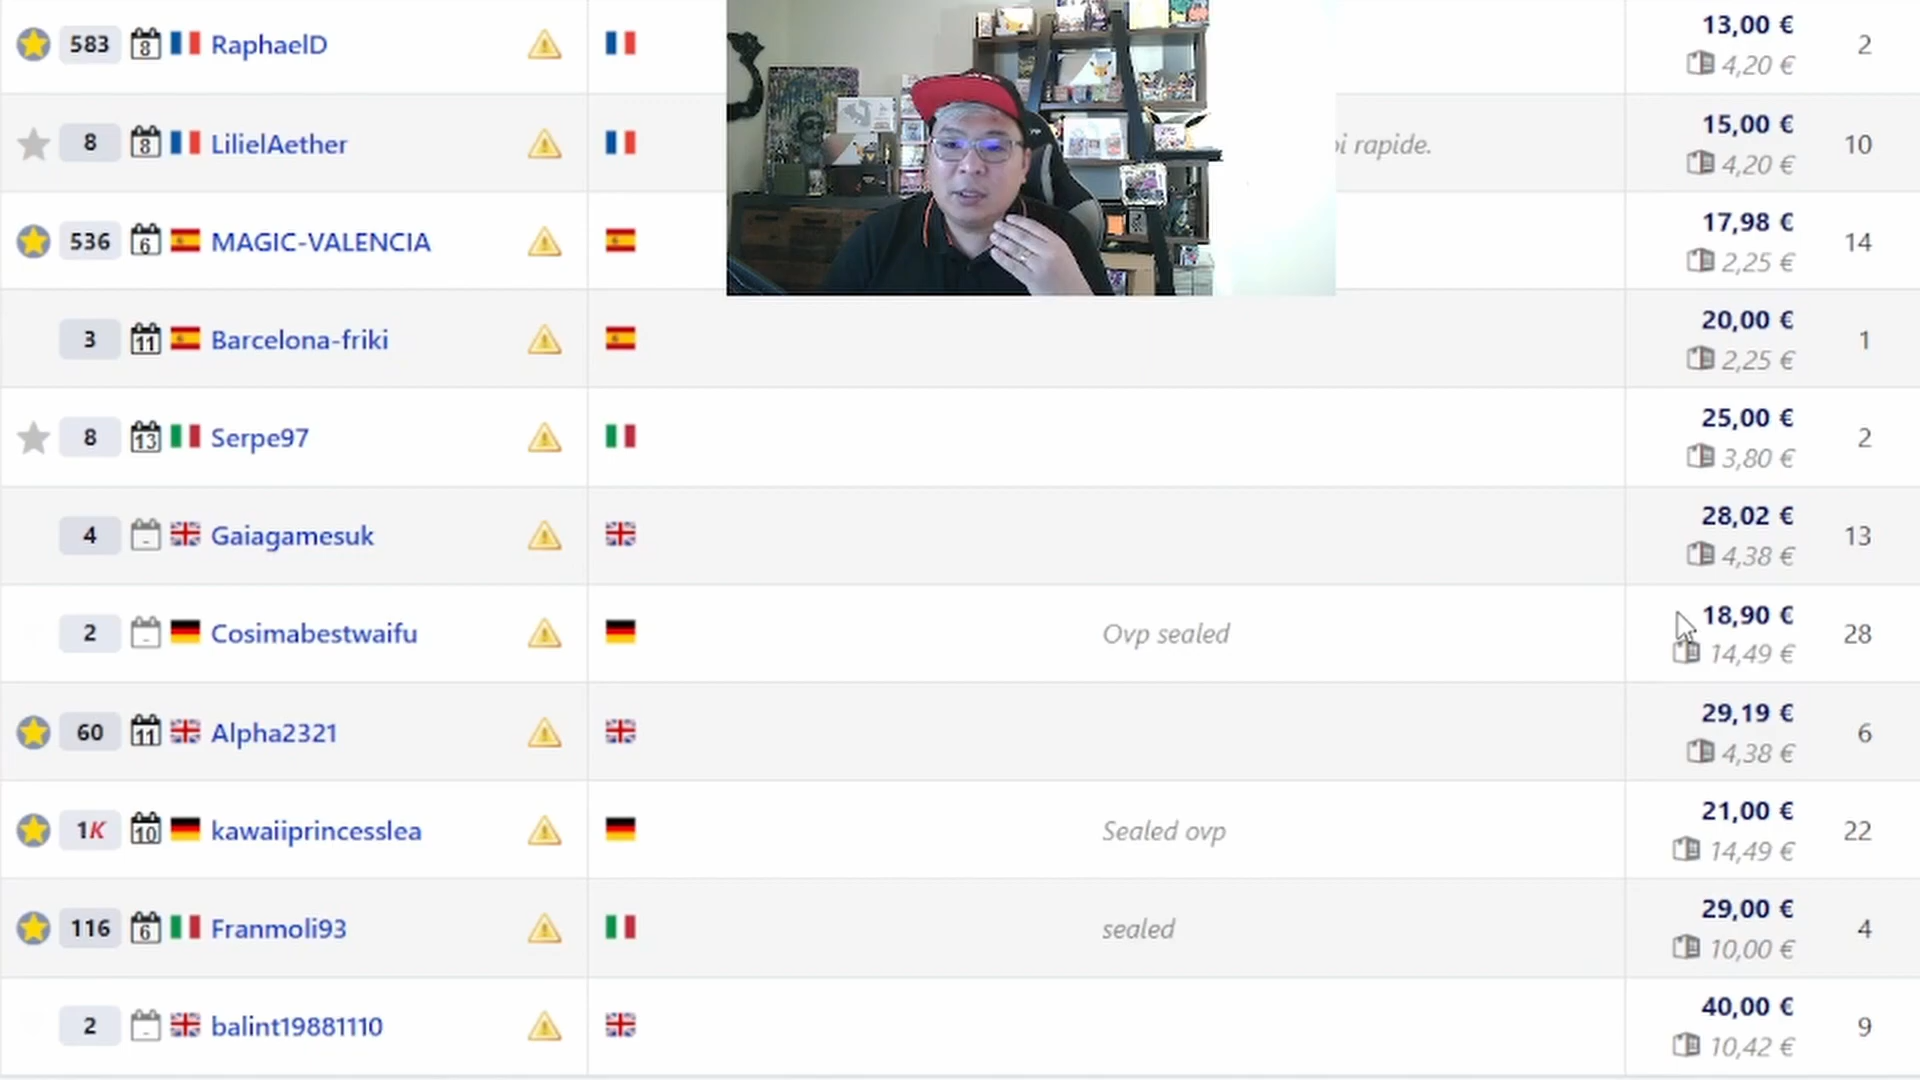 583 8 RaphaelD 13,00 € 2
4,20 €
8 8 LilielAether oi rapide. 15,00 € 10
4,20 €
536 6 MAGIC-VALENCIA 17,98 € 14
2,25 €
3 11 Barcelona-friki 20,00 € 1
2,25 €
8 13 Serpe97 25,00 € 2
3,80 €
4 - Gaiagamesuk 28,02 € 13
4,38 €
2 - Cosimabestwaifu Ovp sealed 18,90 € 28
14,49 €
60 11 Alpha2321 29,19 € 6
4,38 €
1K 10 kawaiiprincesslea Sealed ovp 21,00 € 22
14,49 €
116 6 Franmoli93 sealed 29,00 € 4
10,00 €
2 - balint19881110 40,00 € 9
10,42 €